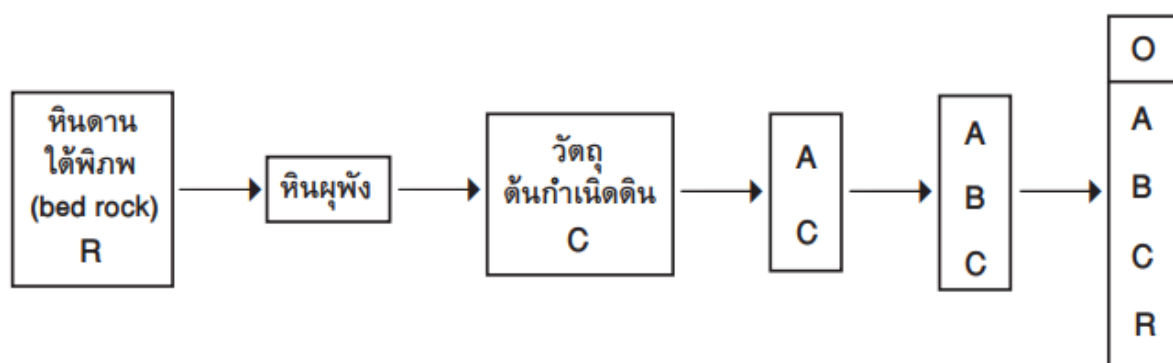 หินดาน
ใต้พิภพ
(bed rock)
R
หินผุพัง
วัตถุ
ต้นกำเนิดดิน
C
A
C
A
B
C
O
A
B
C
R